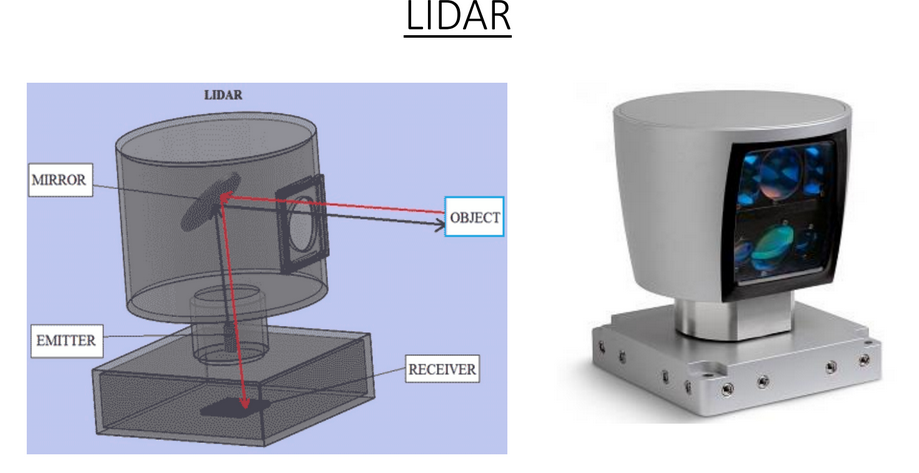 LIDAR
LIDAR
MIRROR
OBJECT
EMITTER
RECEIVER